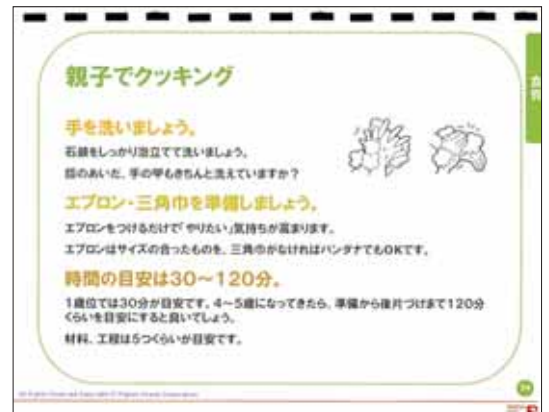 親子でクッキング
食育
手を洗いましょう。
石鹸をしっかり泡立てて洗いましょう。
指のあいだ、手の甲もきちんと洗えていますか？
エプロン・三角巾を準備しましょう。
エプロンをつけるだけで「やりたい」気持ちが高まります。
エプロンはサイズの合ったものを、三角巾がなければバンダナでもOKです。
時間の目安は30〜120分。
1歳位では30分が目安です。4〜5歳になってきたら、準備から後片づけまで120分
くらいを目安にすると良いでしょう。
材料、工程は5つくらいが目安です。